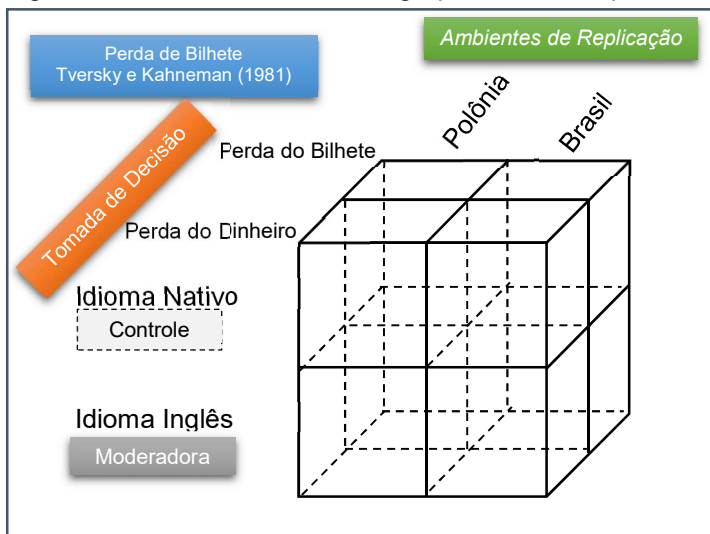 Perda de Bilhete
Tversky e Kahneman (1981)
Ambientes de Replicação
Tomada de Decisão
Polônia
Brasil
Perda do Bilhete
Perda do Dinheiro
Idioma Nativo
Controle
Idioma Inglês
Moderadora